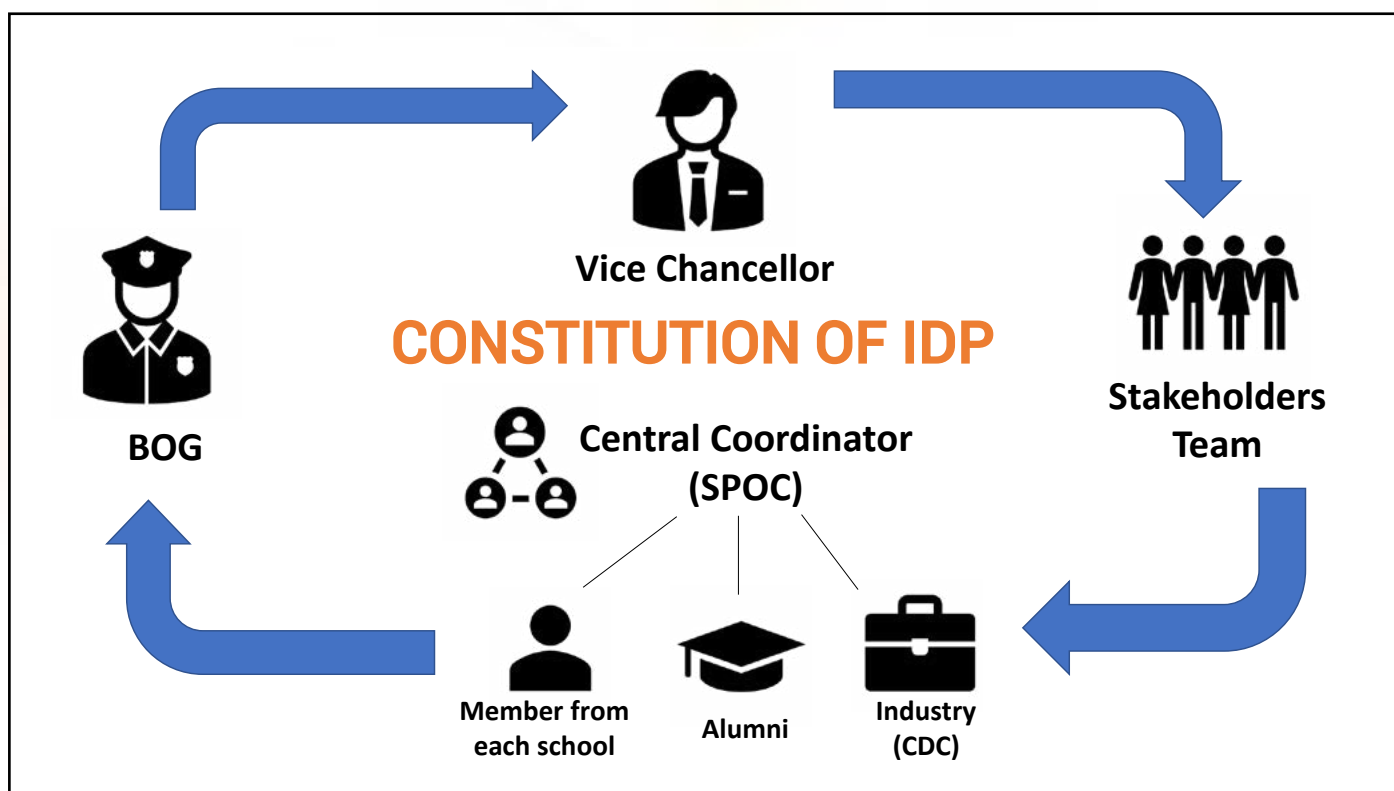 Vice Chancellor
CONSTITUTION OF IDP
BOG
Stakeholders
Team
Central Coordinator
(SPOC)
Member from
each school
Alumni
Industry
(CDC)